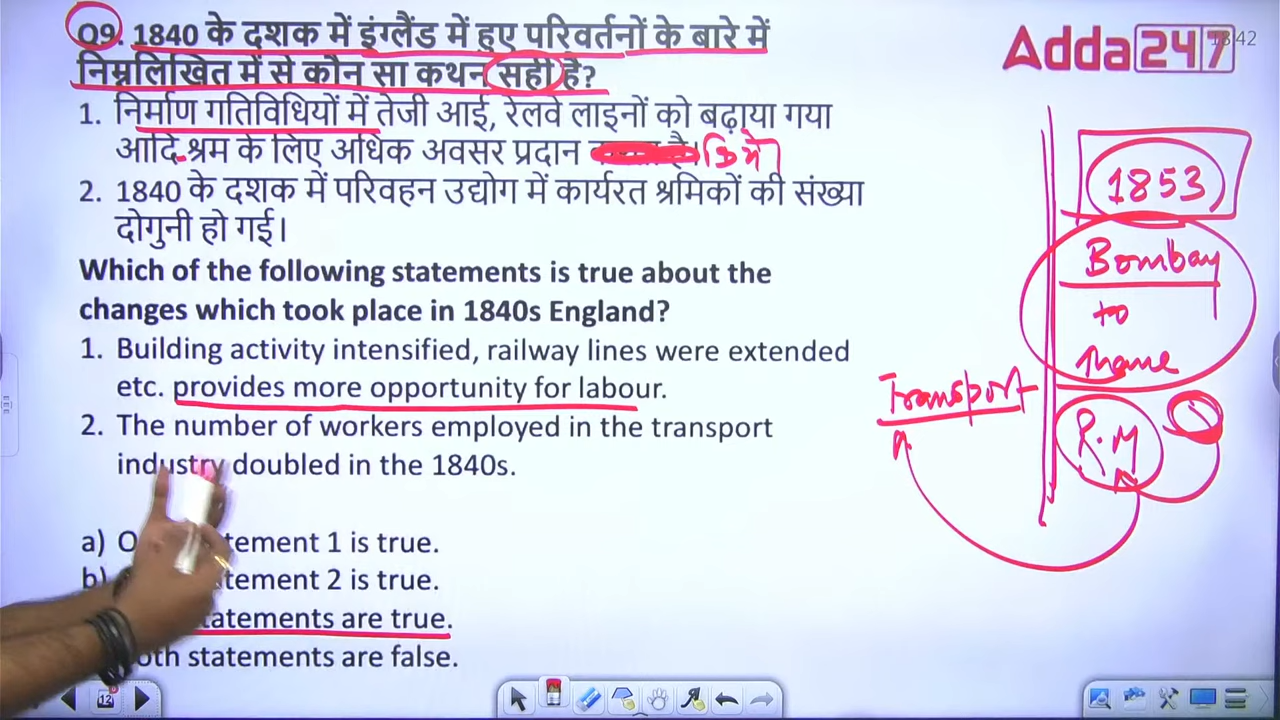 Q9. 1840 के दशक में इंग्लैंड में हुए परिवर्तनों के बारे में
निम्नलिखित में से कौन सा कथन सही है?
1. निर्माण गतिविधियों में तेजी आई, रेलवे लाइनों को बढ़ाया गया
आदि श्रम के लिए अधिक अवसर प्रदान है। किये
2. 1840 के दशक में परिवहन उद्योग में कार्यरत श्रमिकों की संख्या
दोगुनी हो गई।
Which of the following statements is true about the
changes which took place in 1840s England?
1. Building activity intensified, railway lines were extended
etc. provides more opportunity for labour.
2. The number of workers employed in the transport
industry doubled in the 1840s.
a) O tement 1 is true.
b) tement 2 is true.
tatements are true.
oth statements are false.
Adda247
18:42
1853
Bombay
to
Thane
Transport
R.M
12